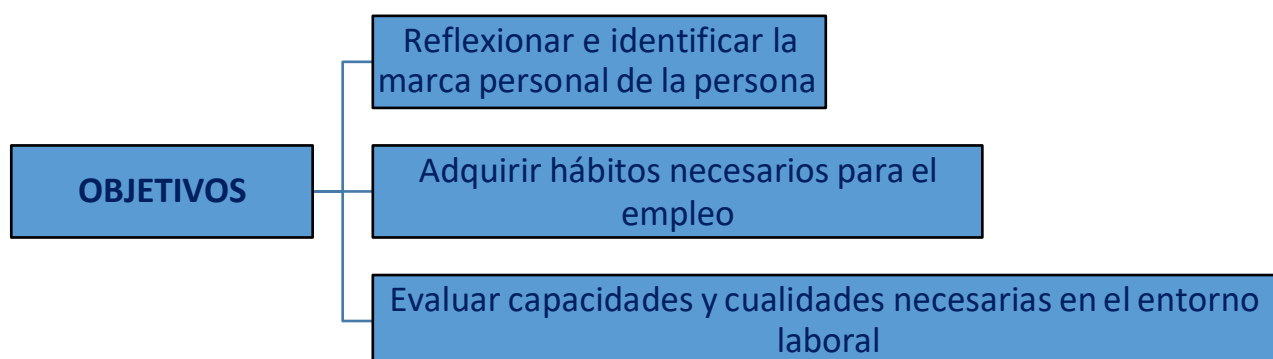 Reflexionar e identificar la
marca personal de la persona
OBJETIVOS
Adquirir hábitos necesarios para el
empleo
Evaluar capacidades y cualidades necesarias en el entorno
laboral